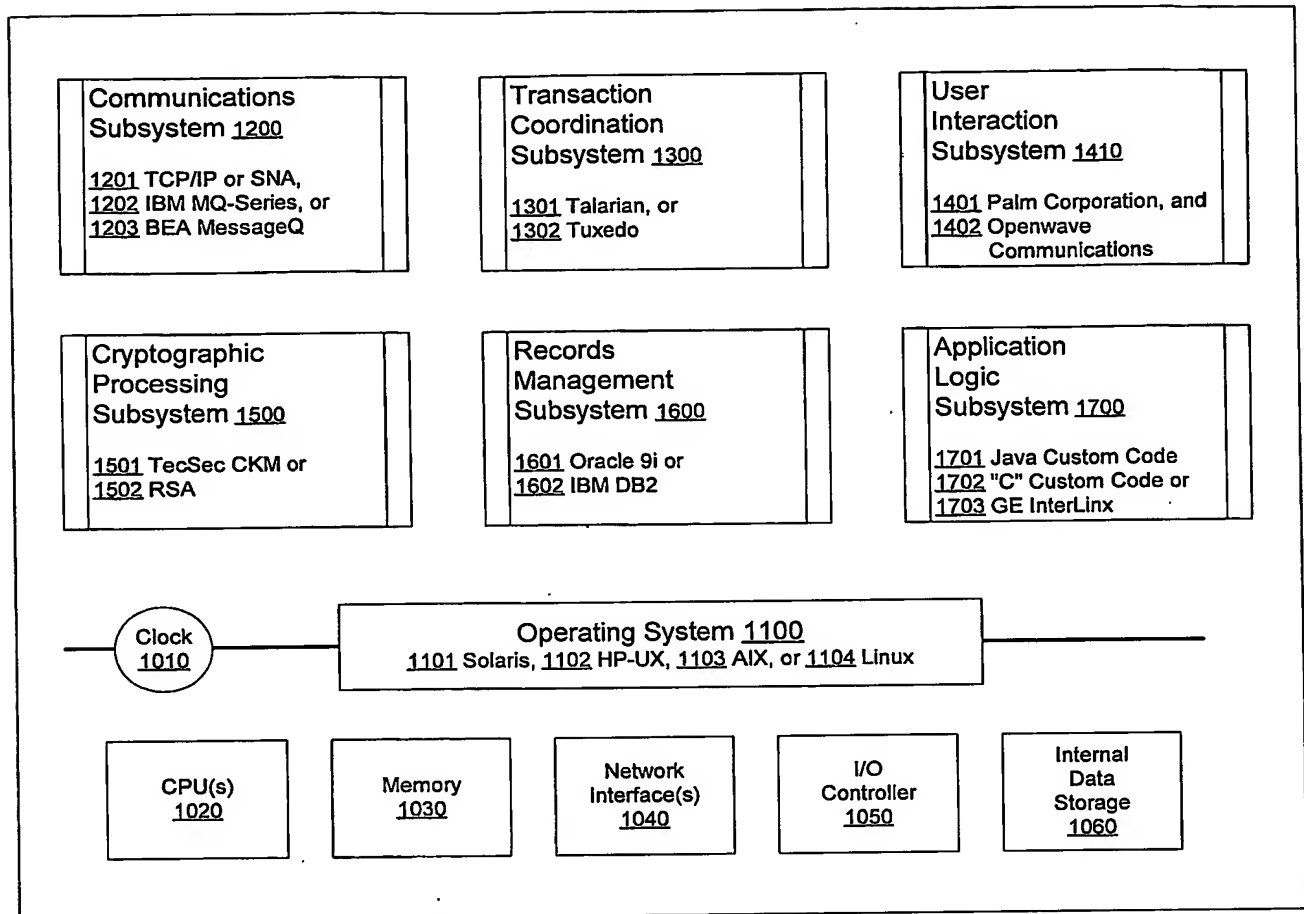 Communications
Subsystem 1200
1201 TCP/IP or SNA,
1202 IBM MQ-Series, or
1203 BEA MessageQ
Transaction
Coordination
Subsystem 1300
1301 Talarian, or
1302 Tuxedo
User
Interaction
Subsystem 1410
1401 Palm Corporation, and
1402 Openwave
Communications
Cryptographic
Processing
Subsystem 1500
1501 TecSec CKM or
1502 RSA
Records
Management
Subsystem 1600
1601 Oracle 9i or
1602 IBM DB2
Application
Logic
Subsystem 1700
1701 Java Custom Code
1702 "C" Custom Code or
1703 GE InterLinx
Clock
1010
Operating System 1100
1101 Solaris, 1102 HP-UX, 1103 AIX, or 1104 Linux
CPU(s)
1020
Memory
1030
Network
Interface(s)
1040
I/O
Controller
1050
Internal
Data
Storage
1060